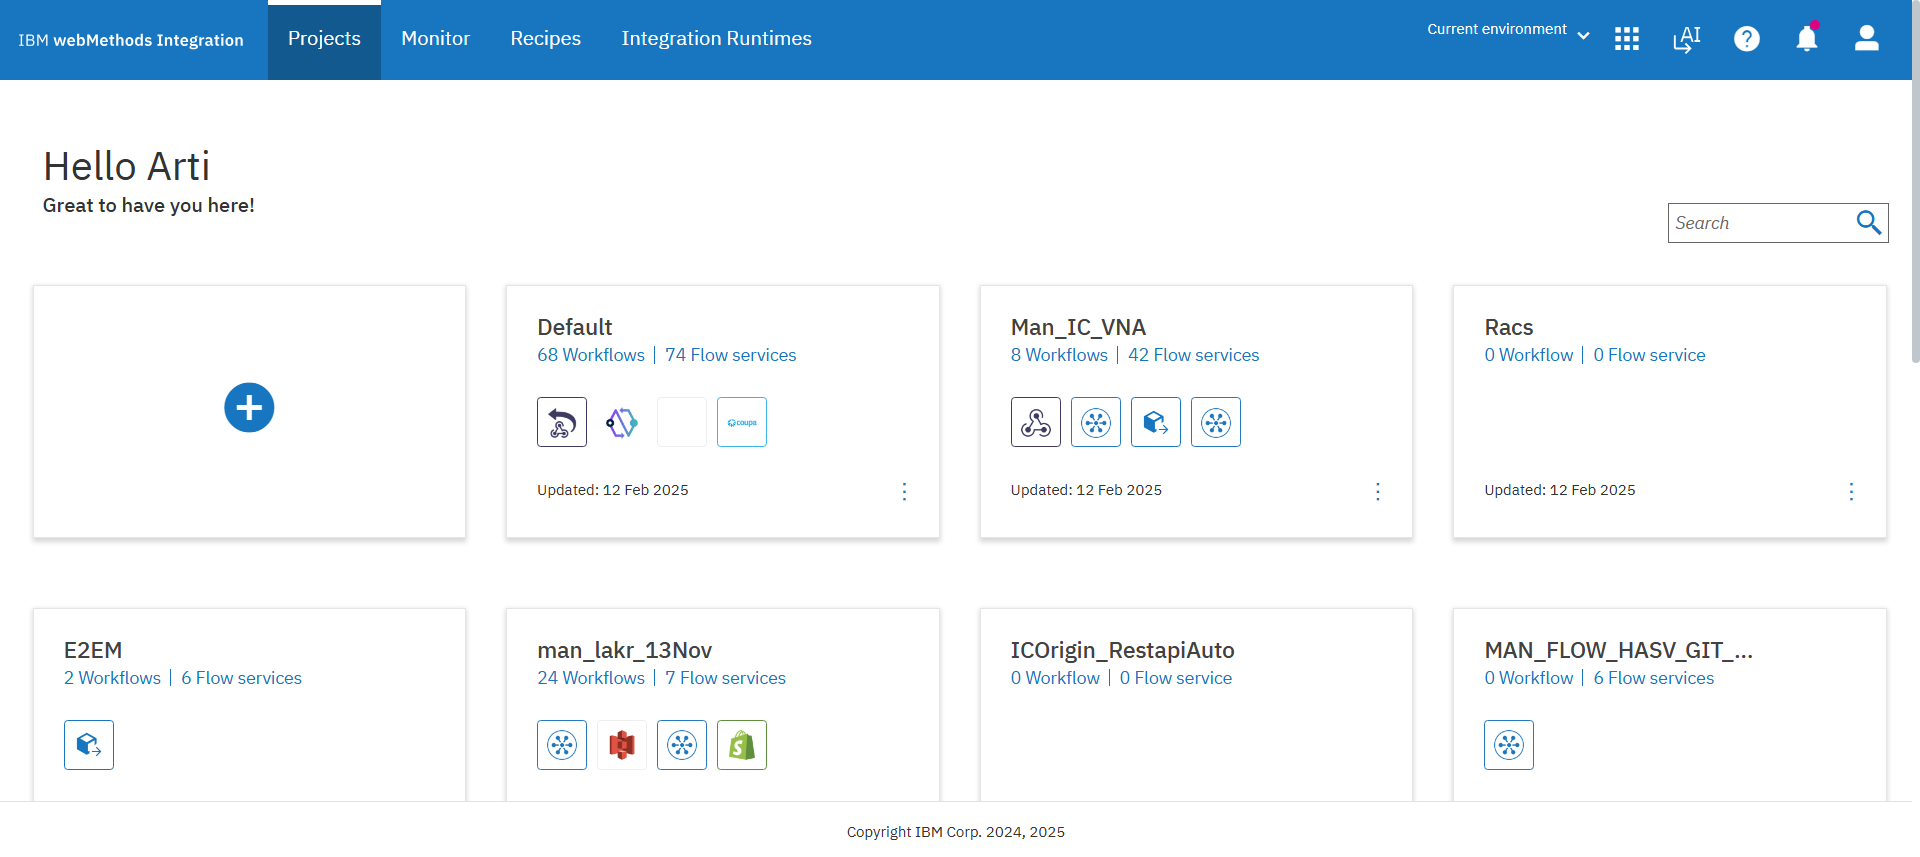 IBM webMethods Integration
Projects
Monitor
Recipes
Integration Runtimes
Current environment
AI
?
Hello Arti
Great to have you here!
Search
Default
68 Workflows | 74 Flow services
coupa
Updated: 12 Feb 2025
Man_IC_VNA
8 Workflows | 42 Flow services
Updated: 12 Feb 2025
Racs
0 Workflow | 0 Flow service
Updated: 12 Feb 2025
E2EM
2 Workflows | 6 Flow services
man_lakr_13Nov
24 Workflows | 7 Flow services
S
ICOrigin_RestapiAuto
0 Workflow | 0 Flow service
MAN_FLOW_HASV_GIT_...
0 Workflow | 6 Flow services
Copyright IBM Corp. 2024, 2025